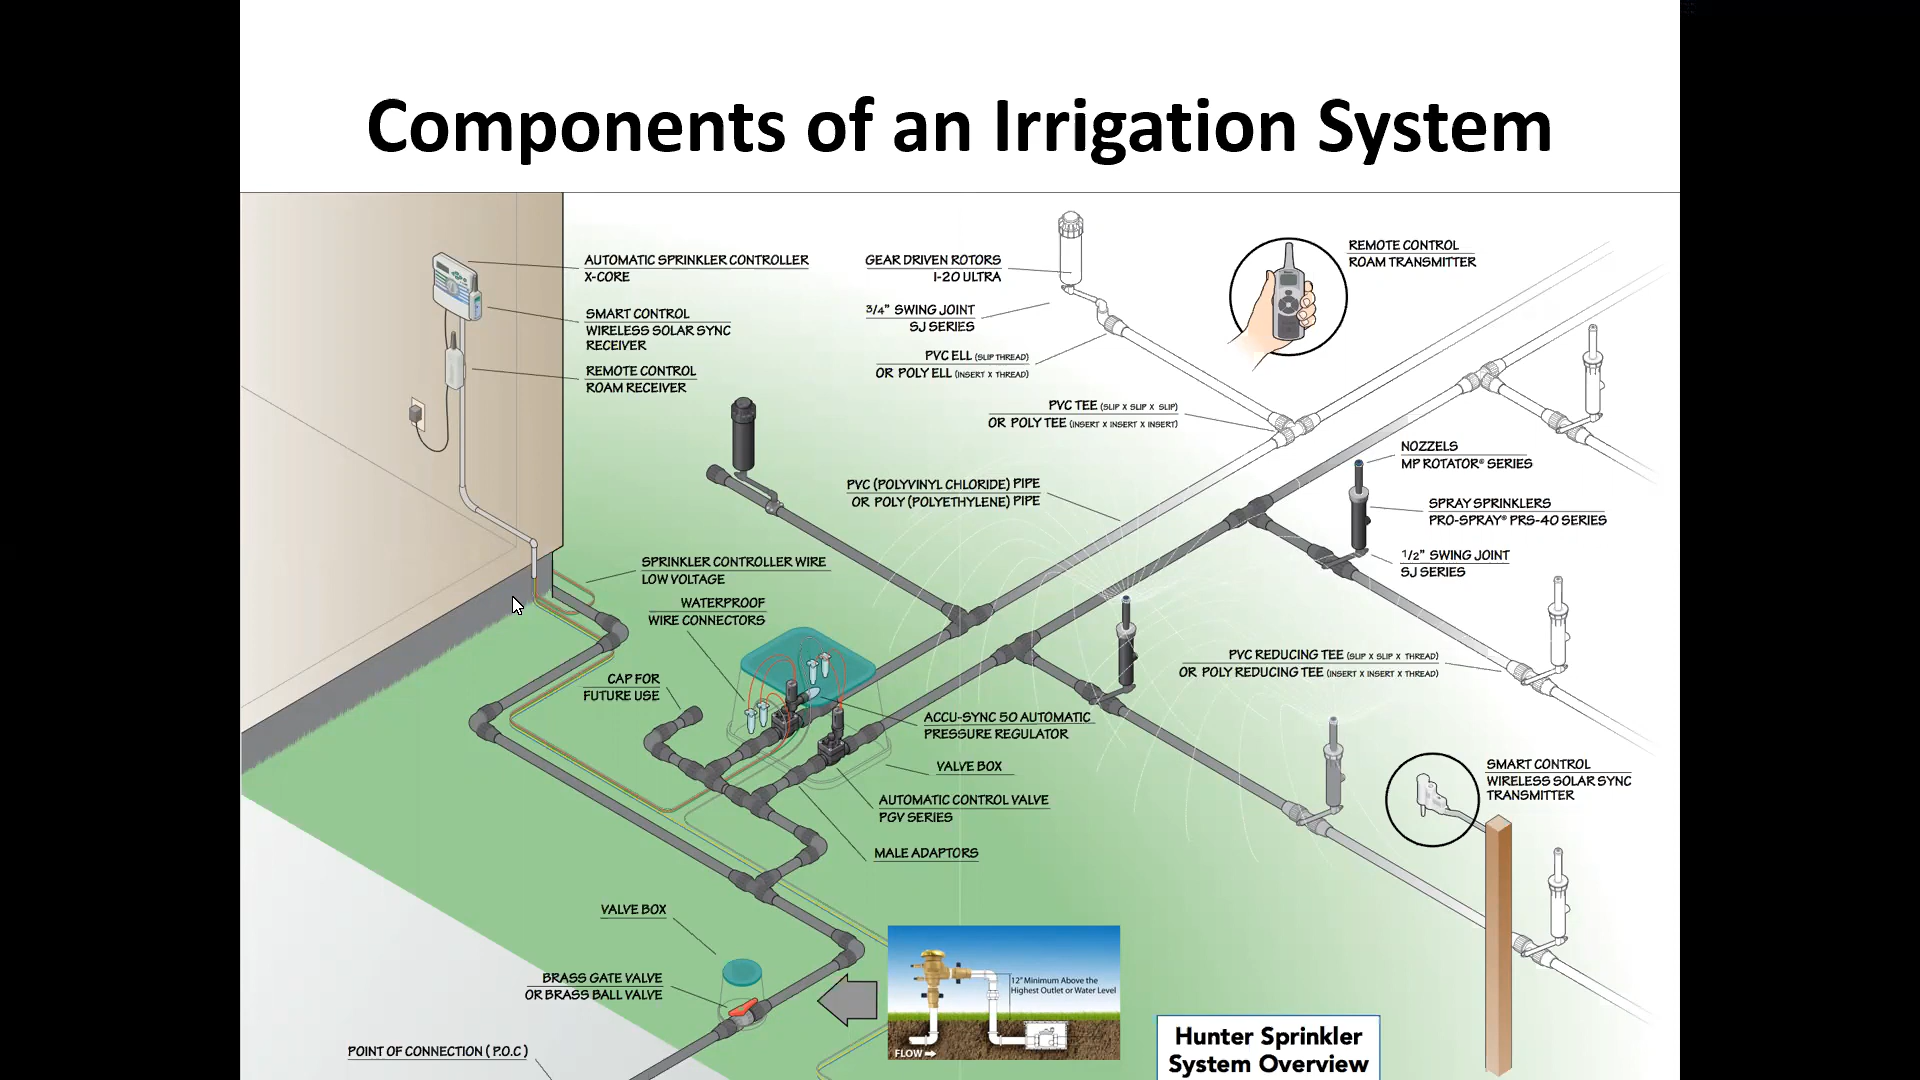 Components of an Irrigation System
AUTOMATIC SPRINKLER CONTROLLER
X-CORE
SMART CONTROL
WIRELESS SOLAR SYNC
RECEIVER
REMOTE CONTROL
ROAM RECEIVER
GEAR DRIVEN ROTORS
I-20 ULTRA
3/4" SWING JOINT
SJ SERIES
PVC ELL (SLIP THREAD)
OR POLY ELL (INSERT X THREAD)
PVC TEE (SLIP X SLIP X SLIP)
OR POLY TEE (INSERT X INSERT X INSERT)
REMOTE CONTROL
ROAM TRANSMITTER
NOZZELS
MP ROTATOR® SERIES
PVC (POLYVINYL CHLORIDE) PIPE
OR POLY (POLYETHYLENE) PIPE
SPRAY SPRINKLERS
PRO-SPRAY® PRS-40 SERIES
1/2" SWING JOINT
SJ SERIES
SPRINKLER CONTROLLER WIRE
LOW VOLTAGE
WATERPROOF
WIRE CONNECTORS
CAP FOR
FUTURE USE
PVC REDUCING TEE (SLIP X SLIP X THREAD)
OR POLY REDUCING TEE (INSERT X INSERT X THREAD)
ACCU-SYNC 50 AUTOMATIC
PRESSURE REGULATOR
VALVE BOX
AUTOMATIC CONTROL VALVE
PGV SERIES
MALE ADAPTORS
SMART CONTROL
WIRELESS SOLAR SYNC
TRANSMITTER
VALVE BOX
BRASS GATE VALVE
OR BRASS BALL VALVE
POINT OF CONNECTION (P.O.C)
12" Minimum Above the
Highest Outlet or Water Level
FLOW
Hunter Sprinkler
System Overview